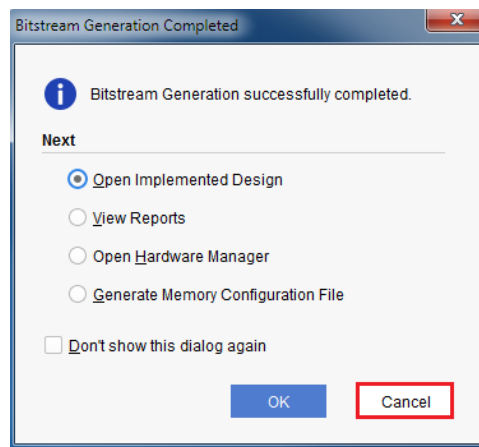 Bitstream Generation Completed
Bitstream Generation successfully completed.
Next
Open Implemented Design
View Reports
Open Hardware Manager
Generate Memory Configuration File
Don't show this dialog again
OK Cancel